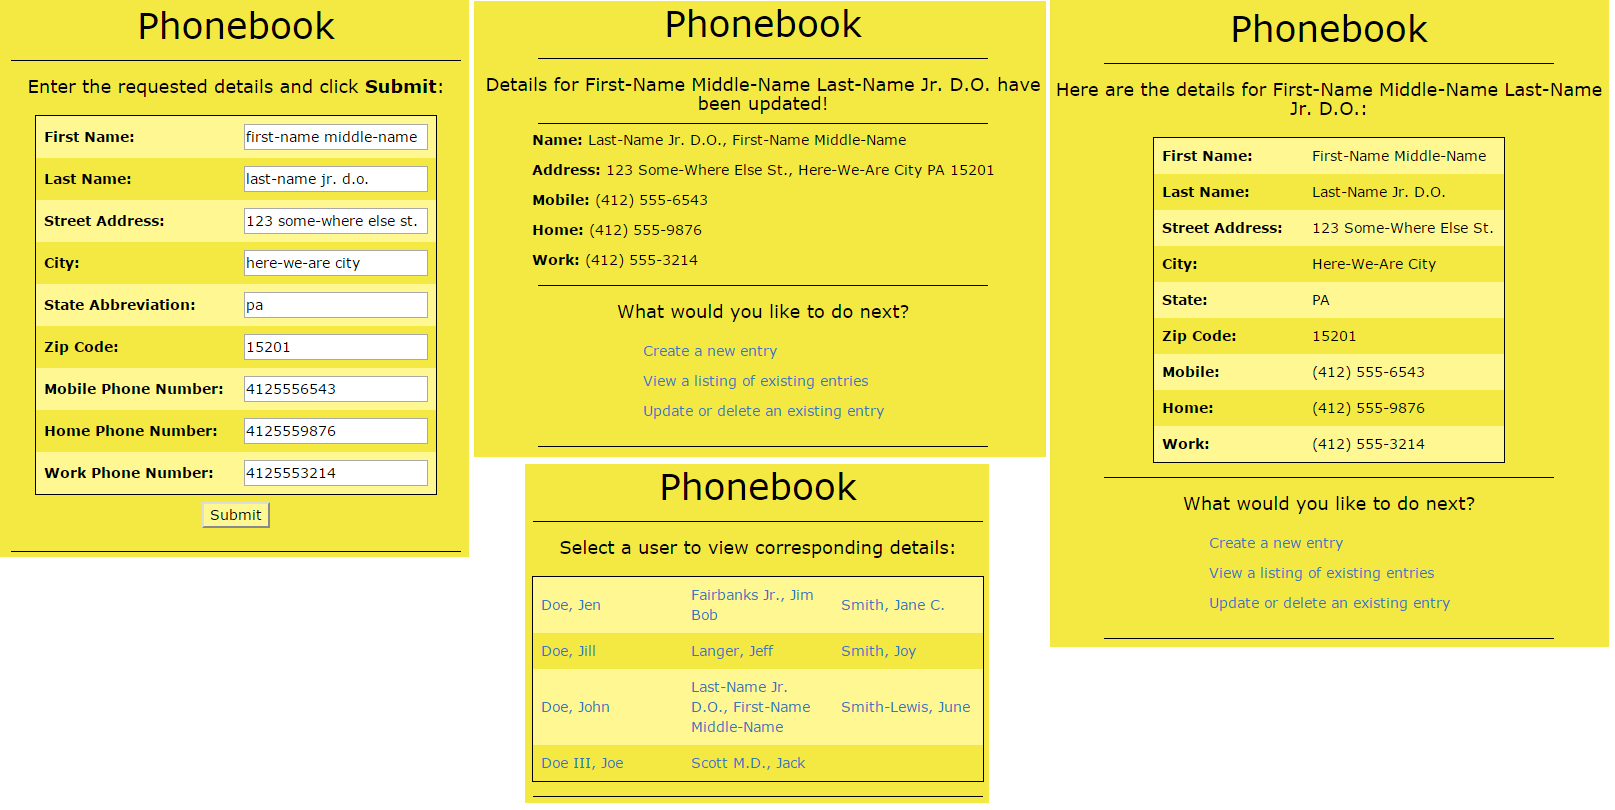 Phonebook
Enter the requested details and click Submit:
First Name: first-name middle-name
Last Name: last-name jr. d.o.
Street Address: 123 some-where else st.
City: here-we-are city
State Abbreviation: pa
Zip Code: 15201
Mobile Phone Number: 4125556543
Home Phone Number: 4125559876
Work Phone Number: 4125553214
Submit
Phonebook
Details for First-Name Middle-Name Last-Name Jr. D.O. have
been updated!
Name: Last-Name Jr. D.O., First-Name Middle-Name
Address: 123 Some-Where Else St., Here-We-Are City PA 15201
Mobile: (412) 555-6543
Home: (412) 555-9876
Work: (412) 555-3214
What would you like to do next?
Create a new entry
View a listing of existing entries
Update or delete an existing entry
Phonebook
Select a user to view corresponding details:
Doe, Jen
Fairbanks Jr., Jim
Bob
Smith, Jane C.
Doe, Jill
Langer, Jeff
Smith, Joy
Doe, John
Last-Name Jr.
D.O., First-Name
Middle-Name
Smith-Lewis, June
Doe III, Joe
Scott M.D., Jack
Phonebook
Here are the details for First-Name Middle-Name Last-Name
Jr. D.O.:
First Name: First-Name Middle-Name
Last Name: Last-Name Jr. D.O.
Street Address: 123 Some-Where Else St.
City: Here-We-Are City
State: PA
Zip Code: 15201
Mobile: (412) 555-6543
Home: (412) 555-9876
Work: (412) 555-3214
What would you like to do next?
Create a new entry
View a listing of existing entries
Update or delete an existing entry